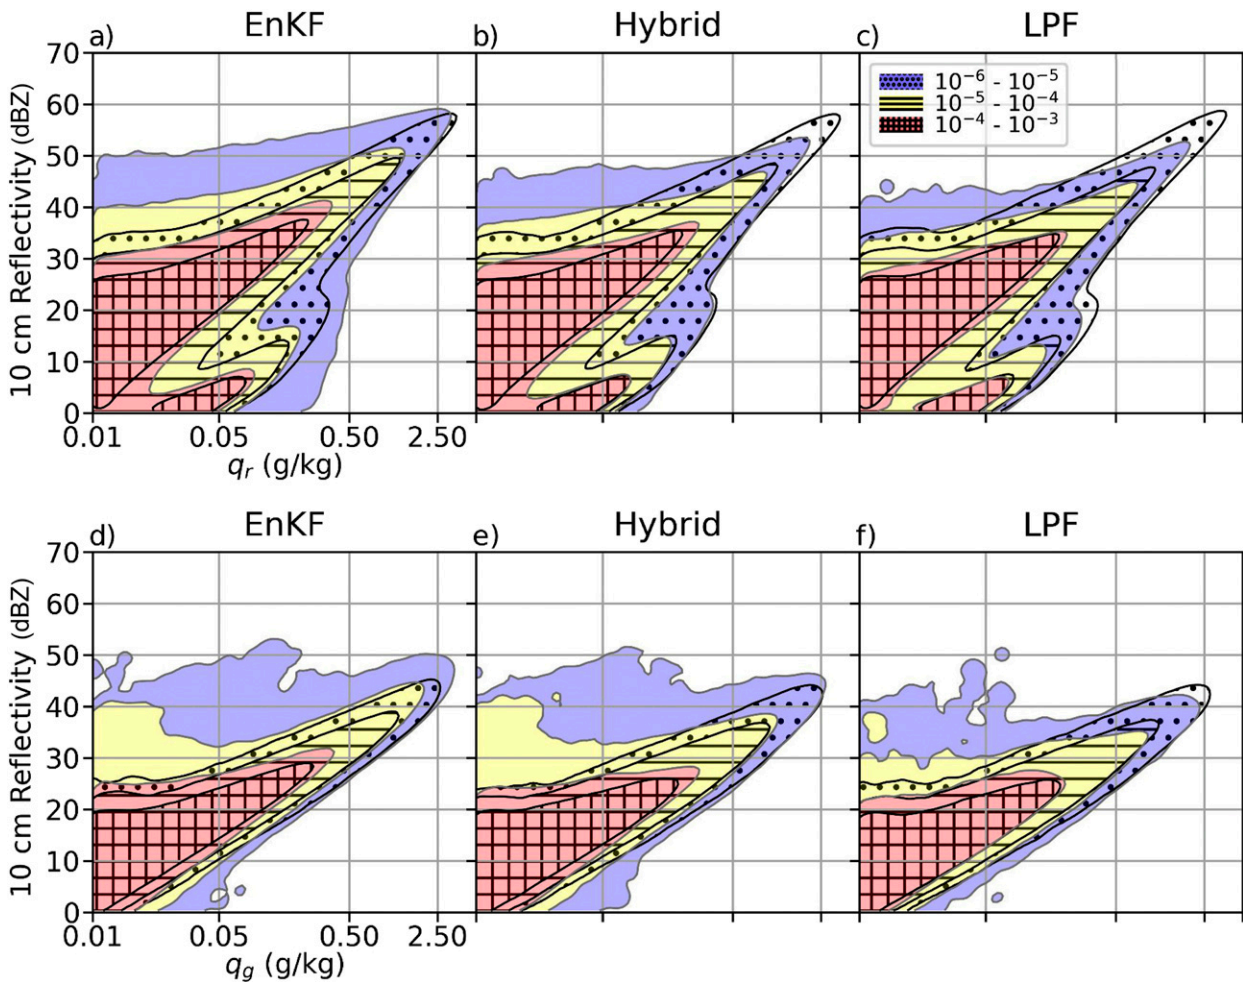 EnKF
Hybrid
LPF
a)
b)
c)
70
60
50
40
30
20
10
0
10 cm Reflectivity (dBZ)
10⁻⁶ - 10⁻⁵
10⁻⁵ - 10⁻⁴
10⁻⁴ - 10⁻³
0.01 0.05 0.50 2.50
qᵣ (g/kg)
EnKF
Hybrid
LPF
d)
e)
f)
70
60
50
40
30
20
10
0
10 cm Reflectivity (dBZ)
0.01 0.05 0.50 2.50
q_g (g/kg)